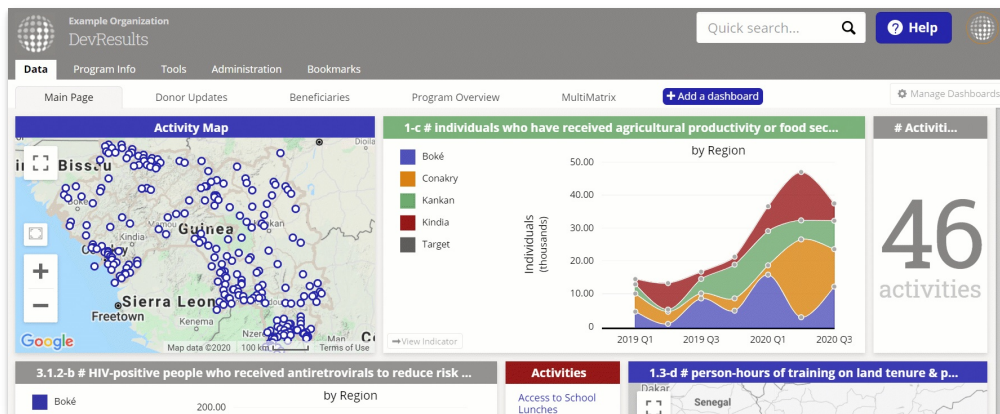 Example Organization
DevResults
Quick search...
Help
Data
Program Info
Tools
Administration
Bookmarks
Main Page
Donor Updates
Beneficiaries
Program Overview
MultiMatrix
Add a dashboard
Manage Dashboards
Activity Map
Bissau
Boké
Kindia
Mamou
Guinea
Sierra Leon
Freetown
Kenema
Nzer
Man
Google
Map data ©2020
100 km
Terms of Use
1-c # individuals who have received agricultural productivity or food sec...
by Region
Boké
Conakry
Kankan
Kindia
Target
Individuals
(thousands)
50.00
40.00
30.00
20.00
10.00
0
2019 Q1
2019 Q3
2020 Q1
2020 Q3
View Indicator
# Activiti...
46
activities
3.1.2-b # HIV-positive people who received antiretrovirals to reduce risk ...
by Region
Boké
200.00
Activities
Access to School
Lunches
1.3-d # person-hours of training on land tenure & p...
Dakar
Senegal